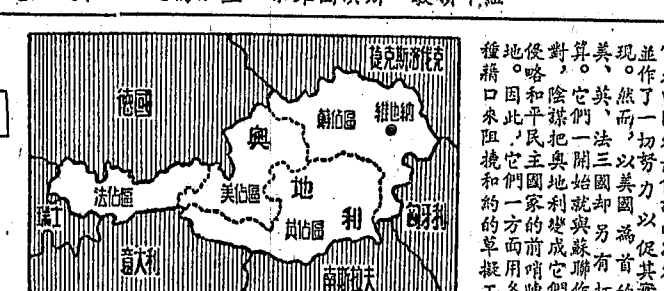 捷克斯洛伐克
德國
蘇佔區
維也納
奧
地
利
美佔區
法佔區
英佔區
瑞士
匈牙利
意大利
南斯拉夫
並作了一切努力以促其實
現。然而,以美國為首的
美、英、法三國却另有打
算。它們一開始就與蘇聯作
對,陰謀把奧地利變成它們
侵略和平民主國家的前哨陣
地。因此,它們一方面用各
種藉口來阻撓和約的草擬工